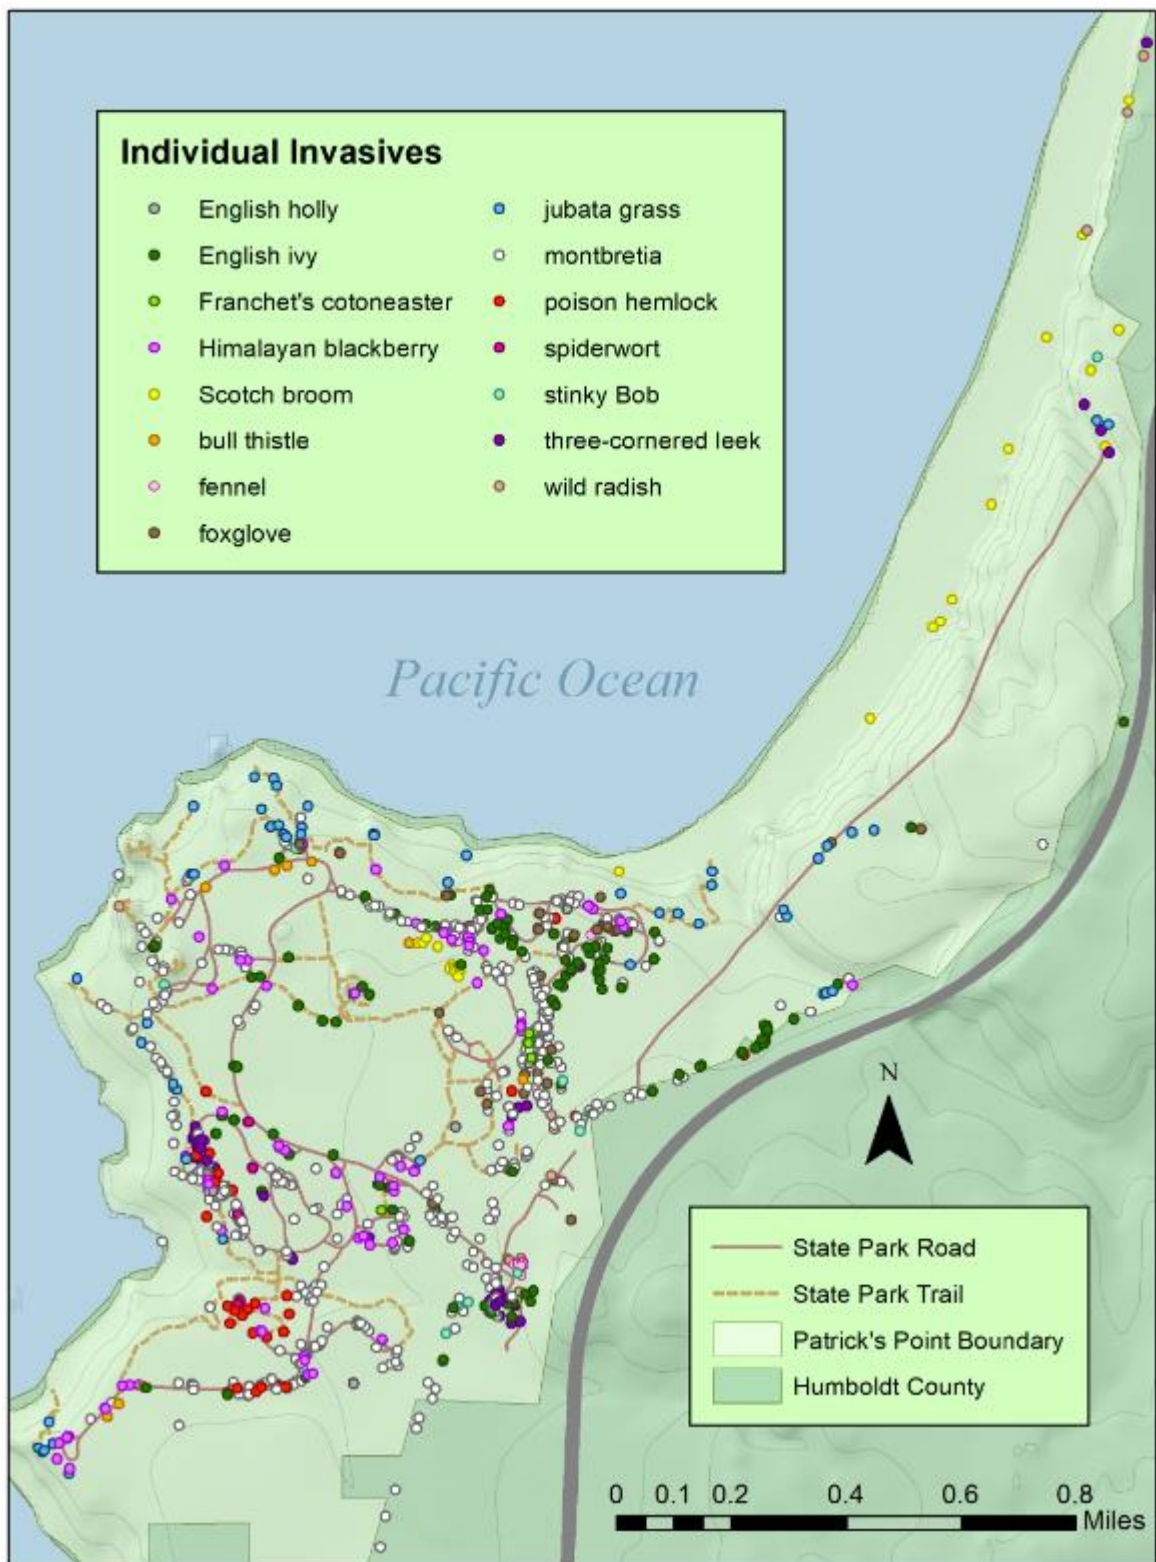 Individual Invasives
English holly
English ivy
Franchet's cotoneaster
Himalayan blackberry
Scotch broom
bull thistle
fennel
foxglove
jubata grass
montbretia
poison hemlock
spiderwort
stinky Bob
three-cornered leek
wild radish
Pacific Ocean
N
State Park Road
State Park Trail
Patrick's Point Boundary
Humboldt County
0 0.1 0.2 0.4 0.6 0.8
Miles